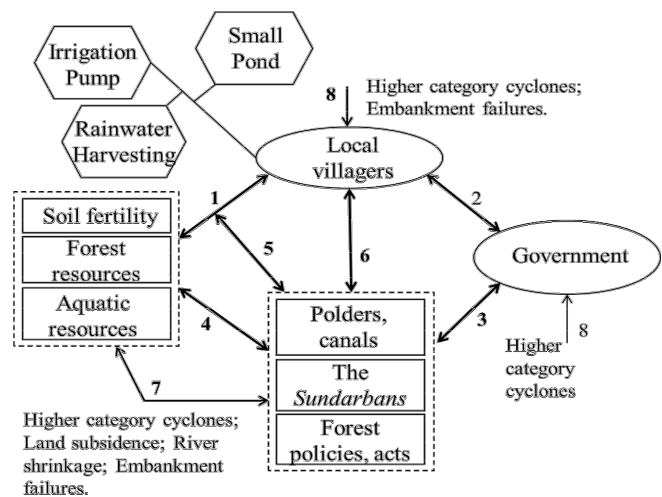 Irrigation
Pump
Small
Pond
Rainwater
Harvesting
8
Higher category cyclones;
Embankment failures.
Local
villagers
1
2
Soil fertility
Forest
resources
Aquatic
resources
5
6
Government
4
3
Polders,
canals
The
Sundarbans
Forest
policies, acts
8
Higher
category
cyclones
7
Higher category cyclones;
Land subsidence; River
shrinkage; Embankment
failures.